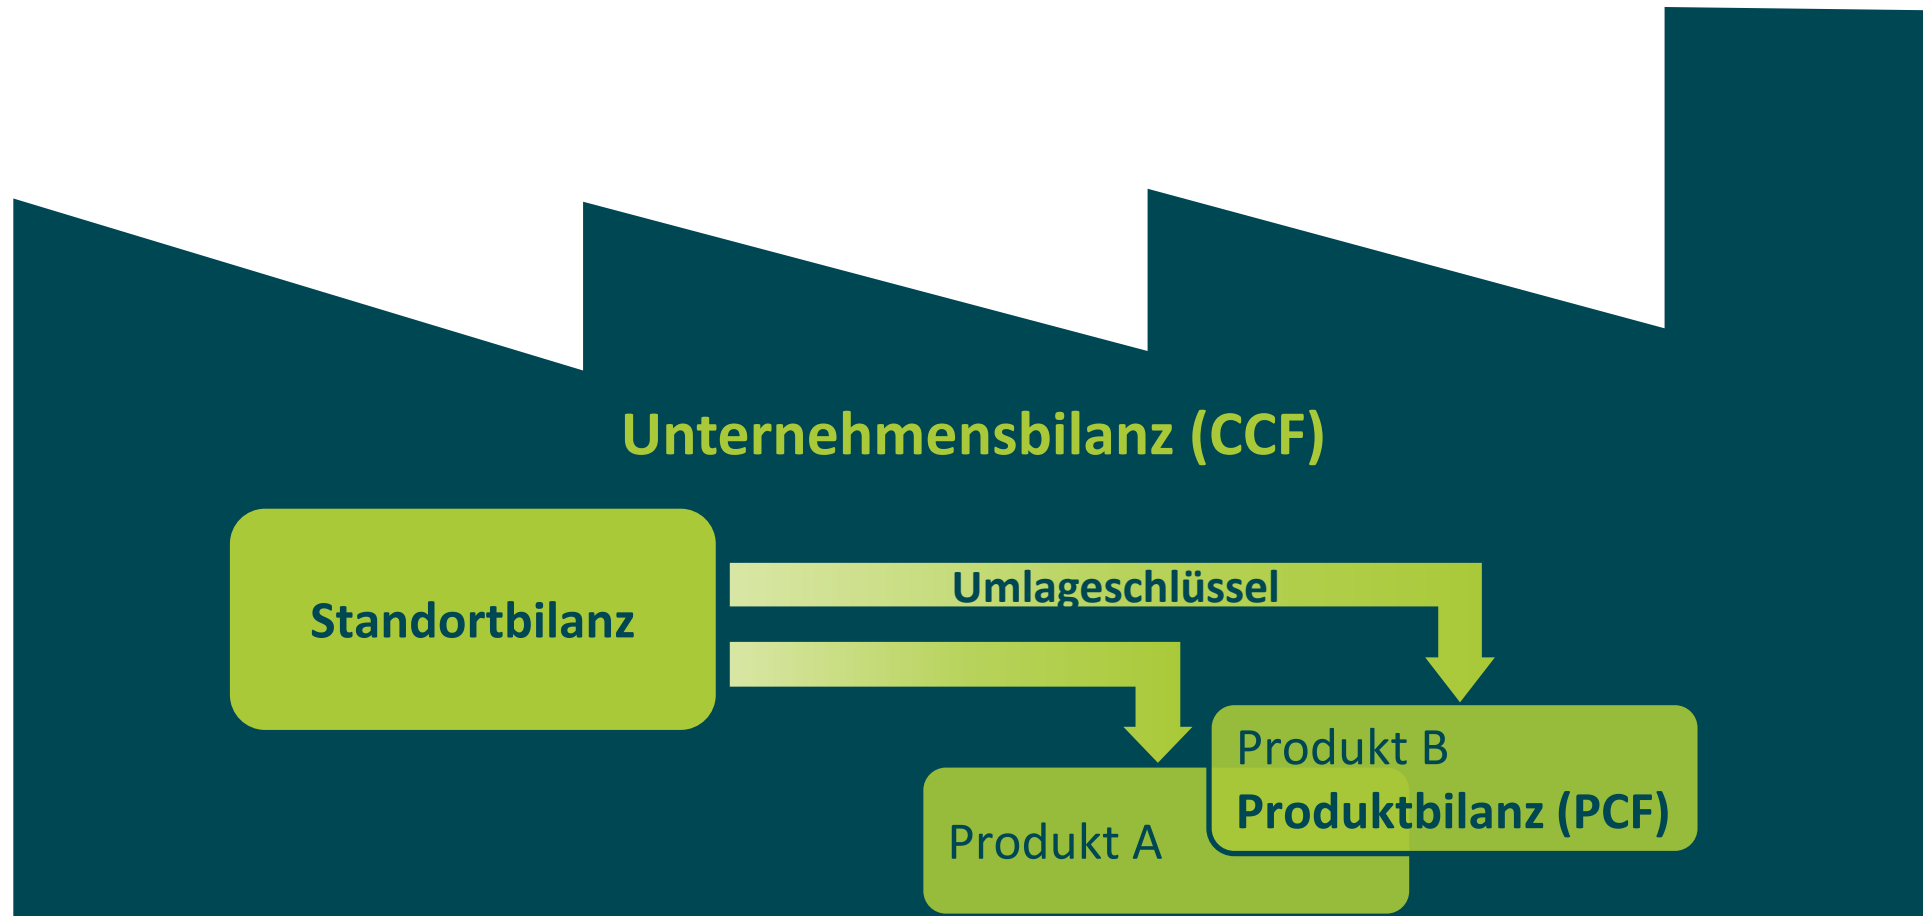 Unternehmensbilanz (CCF)
Standortbilanz
Umlageschlüssel
Produkt B
Produktbilanz (PCF)
Produkt A